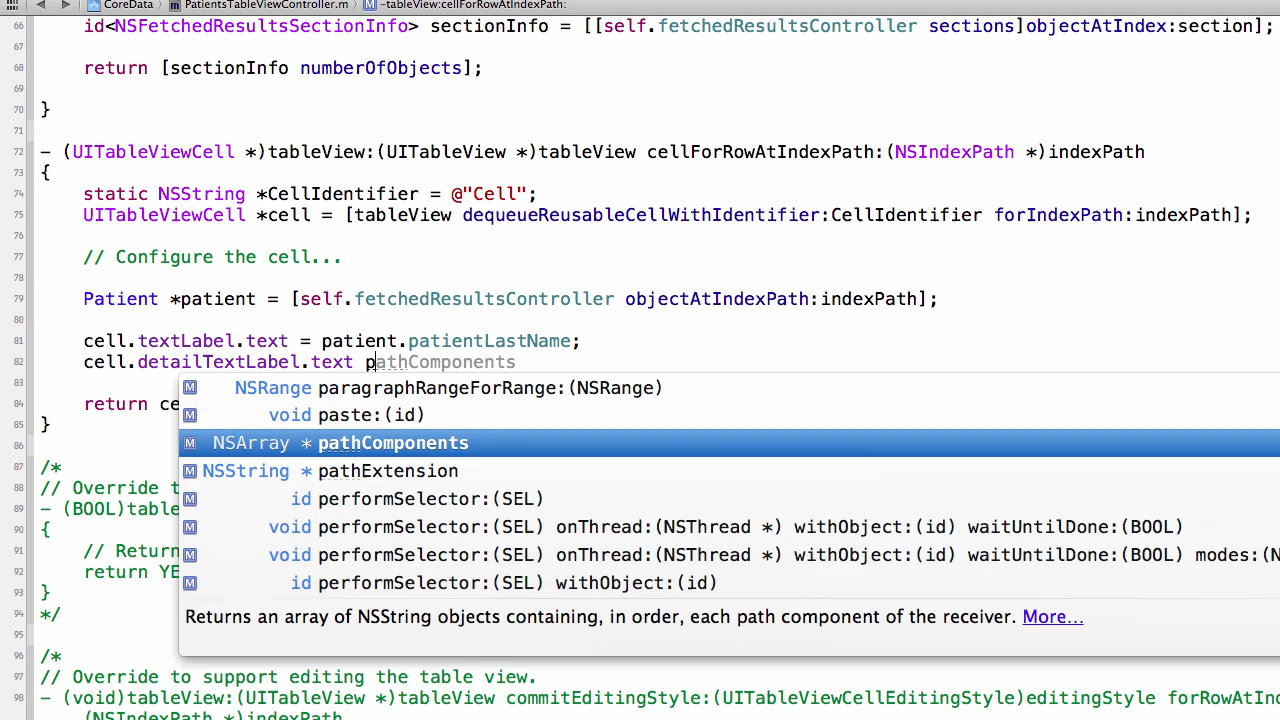 CoreData PatientsTableViewController.m -tableView:cellForRowAtIndexPath:
66 id<NSFetchedResultsSectionInfo> sectionInfo = [[self.fetchedResultsController sections]objectAtIndex:section];
67
68 return [sectionInfo numberOfObjects];
69
70 }
71
72 - (UITableViewCell *)tableView:(UITableView *)tableView cellForRowAtIndexPath:(NSIndexPath *)indexPath
73 {
74 static NSString *CellIdentifier = @"Cell";
75 UITableViewCell *cell = [tableView dequeueReusableCellWithIdentifier:CellIdentifier forIndexPath:indexPath];
76
77 // Configure the cell...
78
79 Patient *patient = [self.fetchedResultsController objectAtIndexPath:indexPath];
80
81 cell.textLabel.text = patient.patientLastName;
82 cell.detailTextLabel.text pathComponents
83
NSRange paragraphRangeForRange:(NSRange)
84 return ce
void paste:(id)
85 }
NSArray * pathComponents
86
87 /*
NSString * pathExtension
88 // Override t
id performSelector:(SEL)
89 - (BOOL)table
90 {
void performSelector:(SEL) onThread:(NSThread *) withObject:(id) waitUntilDone:(BOOL)
91 // Return
void performSelector:(SEL) onThread:(NSThread *) withObject:(id) waitUntilDone:(BOOL) modes:(N
92 return YE
id performSelector:(SEL) withObject:(id)
93 }
94 */
Returns an array of NSString objects containing, in order, each path component of the receiver. More...
95
96 /*
97 // Override to support editing the table view.
98 - (void)tableView:(UITableView *)tableView commitEditingStyle:(UITableViewCellEditingStyle)editingStyle forRowAtInd
(NSIndexPath *)indexPath